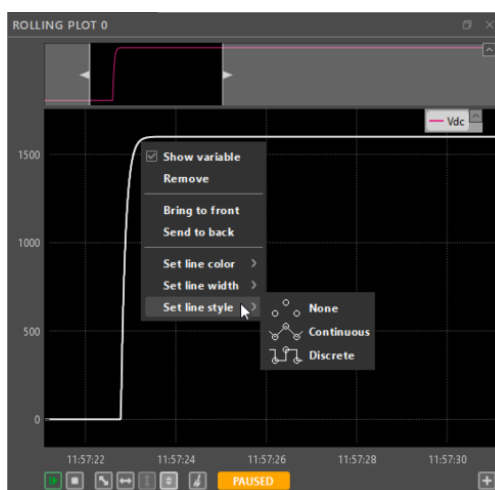 ROLLING PLOT 0
Vdc
1500
1000
500
0
Show variable
Remove
Bring to front
Send to back
Set line color
Set line width
Set line style
None
Continuous
Discrete
11:57:22 11:57:24 11:57:26 11:57:28 11:57:30
PAUSED